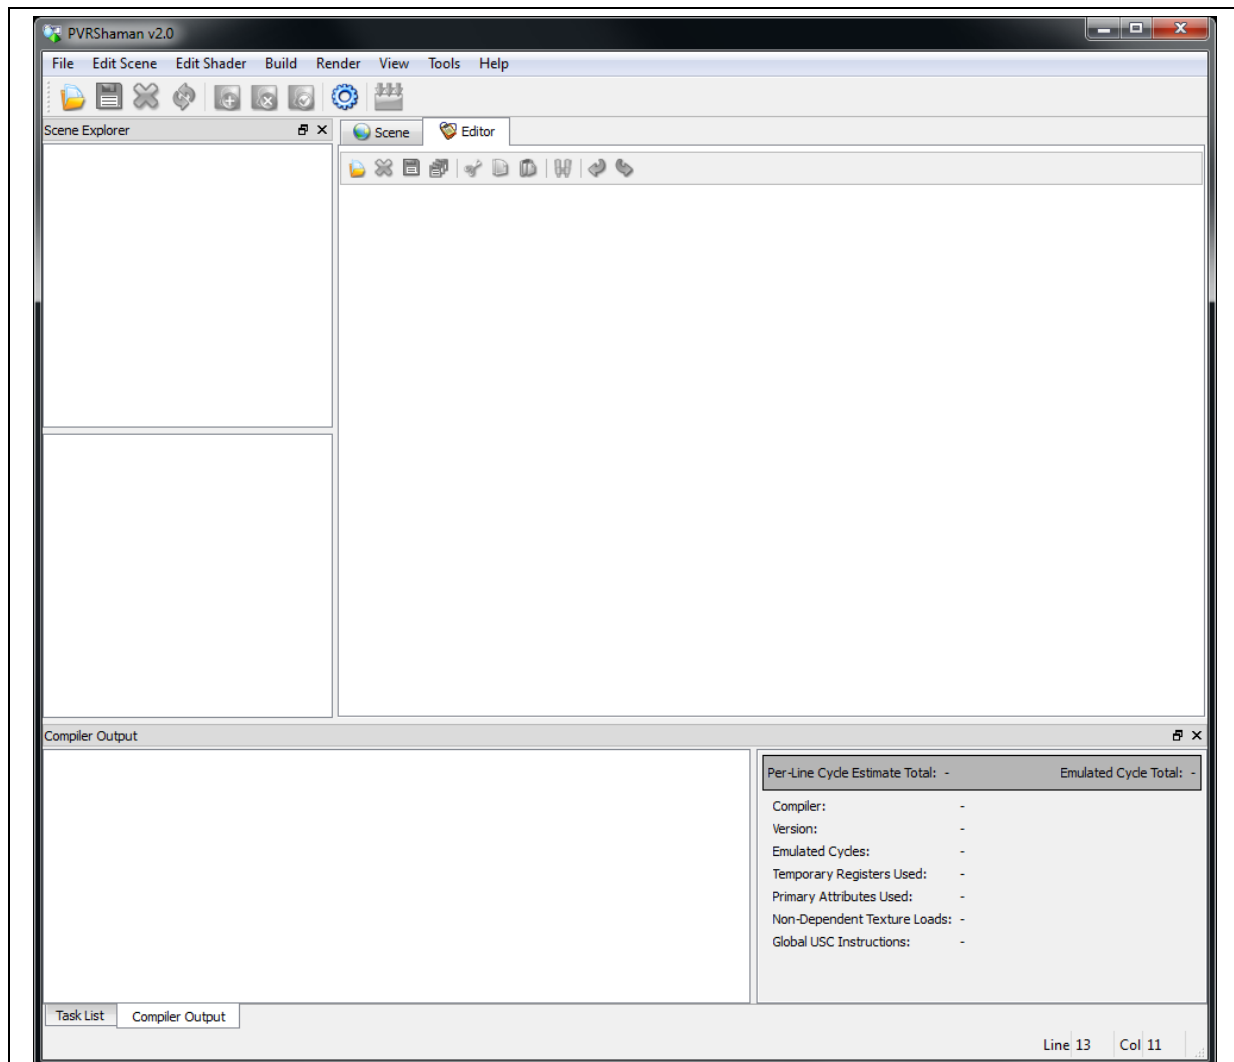 PVRShaman v2.0
File Edit Scene Edit Shader Build Render View Tools Help
Scene Explorer
Scene Editor
Compiler Output
Per-Line Cycle Estimate Total: - Emulated Cycle Total: -
Compiler: -
Version: -
Emulated Cycles: -
Temporary Registers Used: -
Primary Attributes Used: -
Non-Dependent Texture Loads: -
Global USC Instructions: -
Task List Compiler Output
Line 13 Col 11